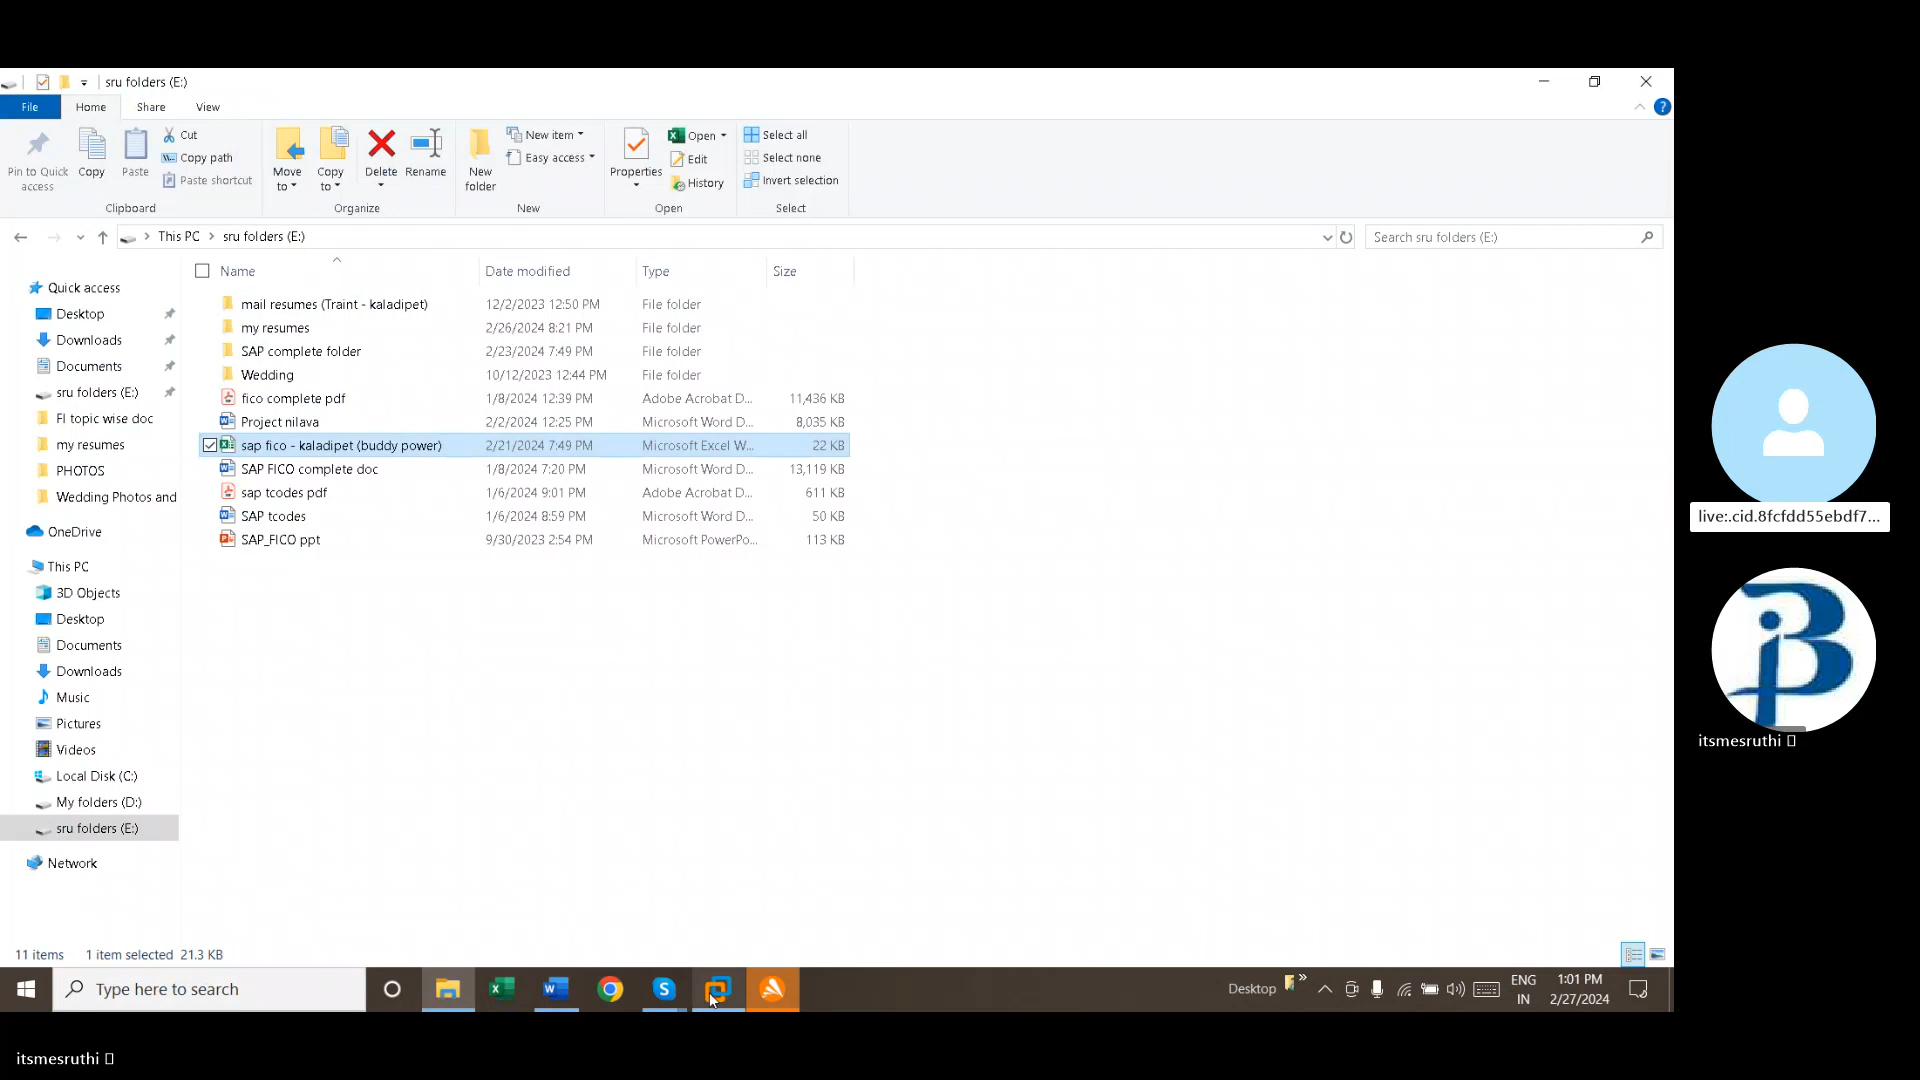 sru folders (E:)
File Home Share View
Pin to Quick access
Copy
Paste
Cut
Copy path
Paste shortcut
Clipboard
Move to
Copy to
Delete
Rename
Organize
New folder
New item
Easy access
New
Properties
Open
Edit
History
Open
Select all
Select none
Invert selection
Select
This PC > sru folders (E:)
Search sru folders (E:)
Name Date modified Type Size
mail resumes (Traint - kaladipet) 12/2/2023 12:50 PM File folder
my resumes 2/26/2024 8:21 PM File folder
SAP complete folder 2/23/2024 7:49 PM File folder
Wedding 10/12/2023 12:44 PM File folder
fico complete pdf 1/8/2024 12:39 PM Adobe Acrobat D... 11,436 KB
Project nilava 2/2/2024 12:25 PM Microsoft Word D... 8,035 KB
sap fico - kaladipet (buddy power) 2/21/2024 7:49 PM Microsoft Excel W... 22 KB
SAP FICO complete doc 1/8/2024 7:20 PM Microsoft Word D... 13,119 KB
sap tcodes pdf 1/6/2024 9:01 PM Adobe Acrobat D... 611 KB
SAP tcodes 1/6/2024 8:59 PM Microsoft Word D... 50 KB
SAP_FICO ppt 9/30/2023 2:54 PM Microsoft PowerPo... 113 KB
Quick access
Desktop
Downloads
Documents
sru folders (E:)
FI topic wise doc
my resumes
PHOTOS
Wedding Photos and
OneDrive
This PC
3D Objects
Desktop
Documents
Downloads
Music
Pictures
Videos
Local Disk (C:)
My folders (D:)
sru folders (E:)
Network
11 items 1 item selected 21.3 KB
Type here to search
Desktop
ENG
IN
1:01 PM
2/27/2024
live:.cid.8fcfdd55ebdf7...
itsmesruthi
itsmesruthi